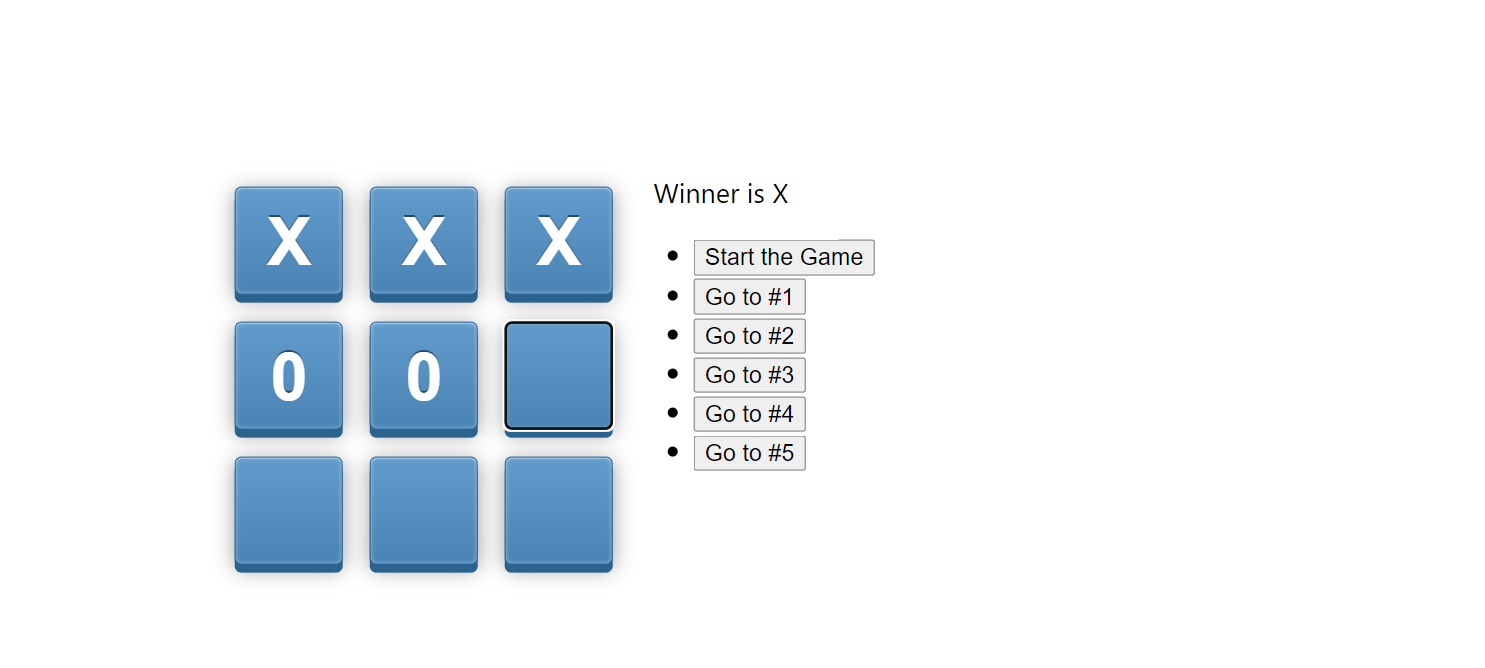 X X X
0 0
Winner is X
Start the Game
Go to #1
Go to #2
Go to #3
Go to #4
Go to #5